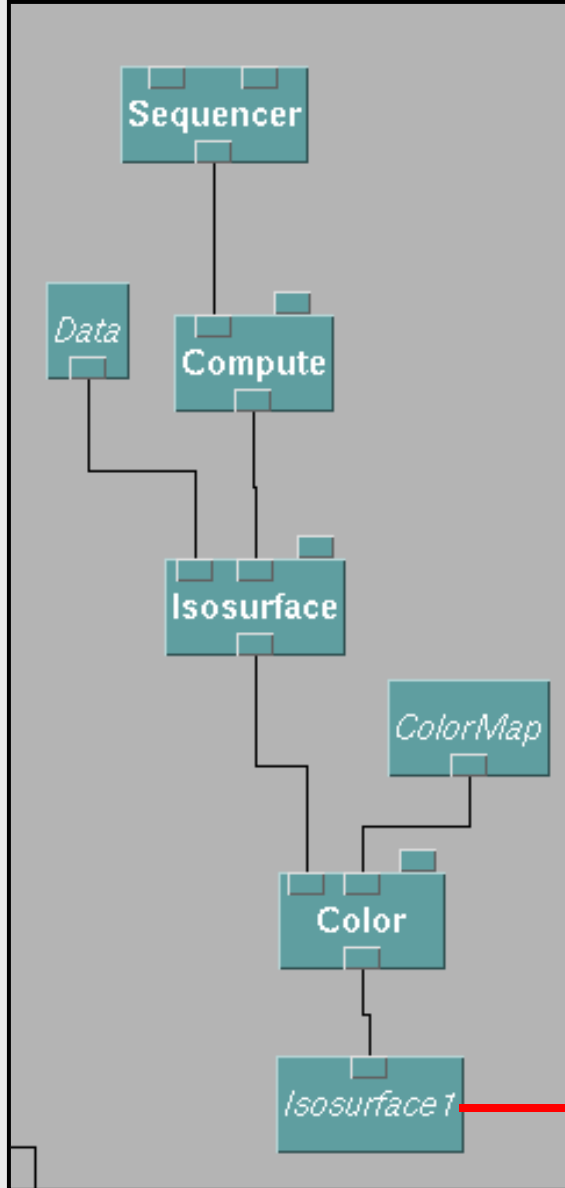 Sequencer
Data
Compute
Isosurface
ColorMap
Color
Isosurface1